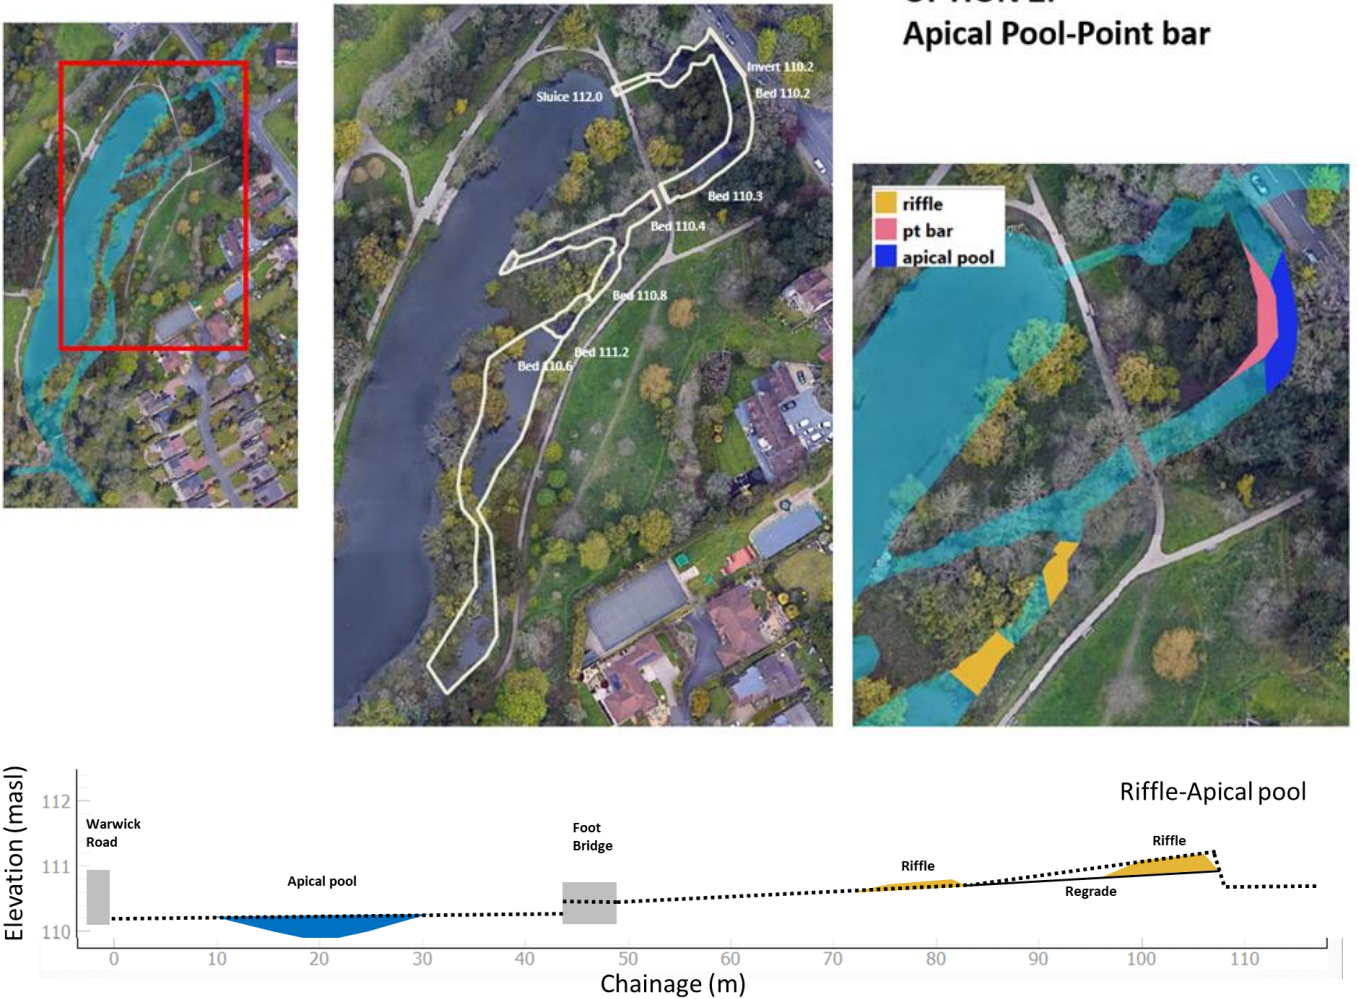 Apical Pool-Point bar
Invert 110.2
Bed 110.2
Sluice 112.0
Bed 110.3
Bed 110.4
Bed 110.8
Bed 111.2
Bed 110.6
riffle
pt bar
apical pool
Riffle-Apical pool
Elevation (masl)
112
111
110
Warwick
Road
Apical pool
Foot
Bridge
Riffle
Riffle
Regrade
0 10 20 30 40 50 60 70 80 90 100 110
Chainage (m)